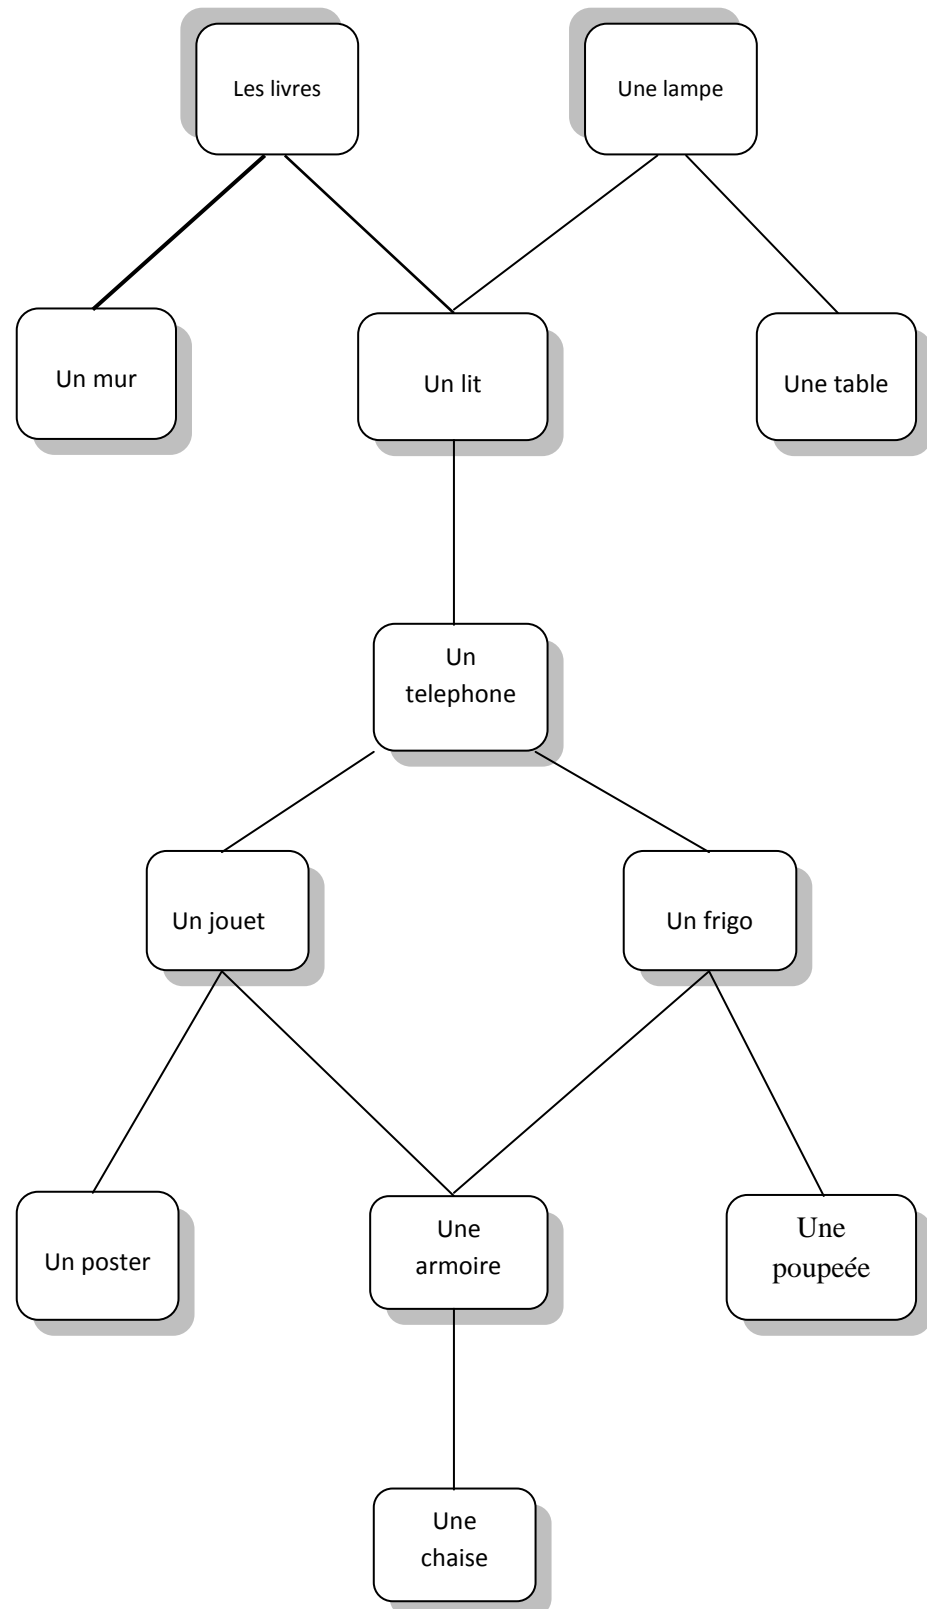 Les livres
Une lampe
Un mur
Un lit
Une table
Un
telephone
Un jouet
Un frigo
Un poster
Une
armoire
Une
poupeée
Une
chaise